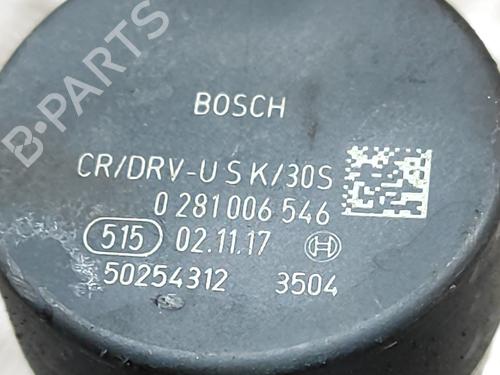 B-PARTS
BOSCH
CR/DRV-U S K/30S
0 281 006 546
515 02.11.17
50254312 3504